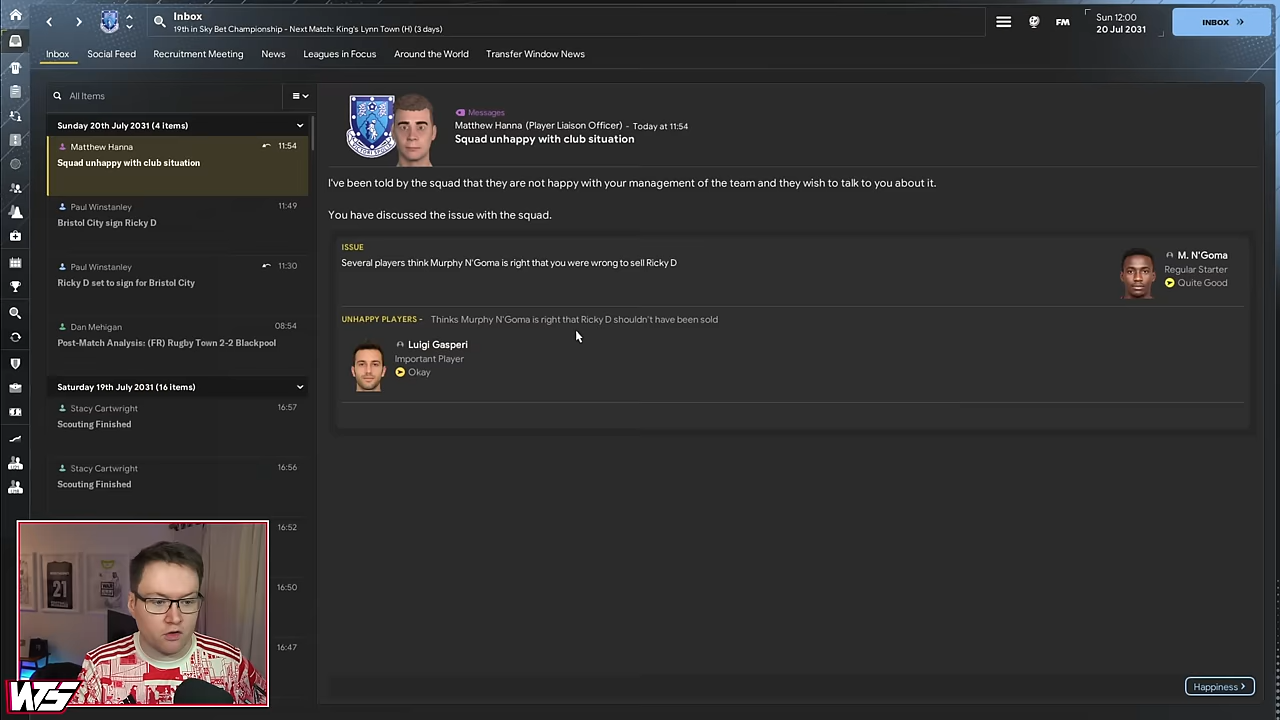 Inbox
19th in Sky Bet Championship - Next Match: King's Lynn Town (H) (3 days)
FM
Sun 12:00
20 Jul 2031
INBOX
Inbox
Social Feed
Recruitment Meeting
News
Leagues in Focus
Around the World
Transfer Window News
All Items
Sunday 20th July 2031 (4 items)
Matthew Hanna
11:54
Squad unhappy with club situation
Paul Winstanley
11:49
Bristol City sign Ricky D
Paul Winstanley
11:30
Ricky D set to sign for Bristol City
Dan Mehigan
08:54
Post-Match Analysis: (FR) Rugby Town 2-2 Blackpool
Saturday 19th July 2031 (16 items)
Stacy Cartwright
16:57
Scouting Finished
Stacy Cartwright
16:56
Scouting Finished
16:52
16:50
16:47
Messages
Matthew Hanna (Player Liaison Officer) - Today at 11:54
Squad unhappy with club situation
I've been told by the squad that they are not happy with your management of the team and they wish to talk to you about it.
You have discussed the issue with the squad.
ISSUE
Several players think Murphy N'Goma is right that you were wrong to sell Ricky D
M. N'Goma
Regular Starter
Quite Good
UNHAPPY PLAYERS - Thinks Murphy N'Goma is right that Ricky D shouldn't have been sold
Luigi Gasperi
Important Player
Okay
Happiness
21
WTS